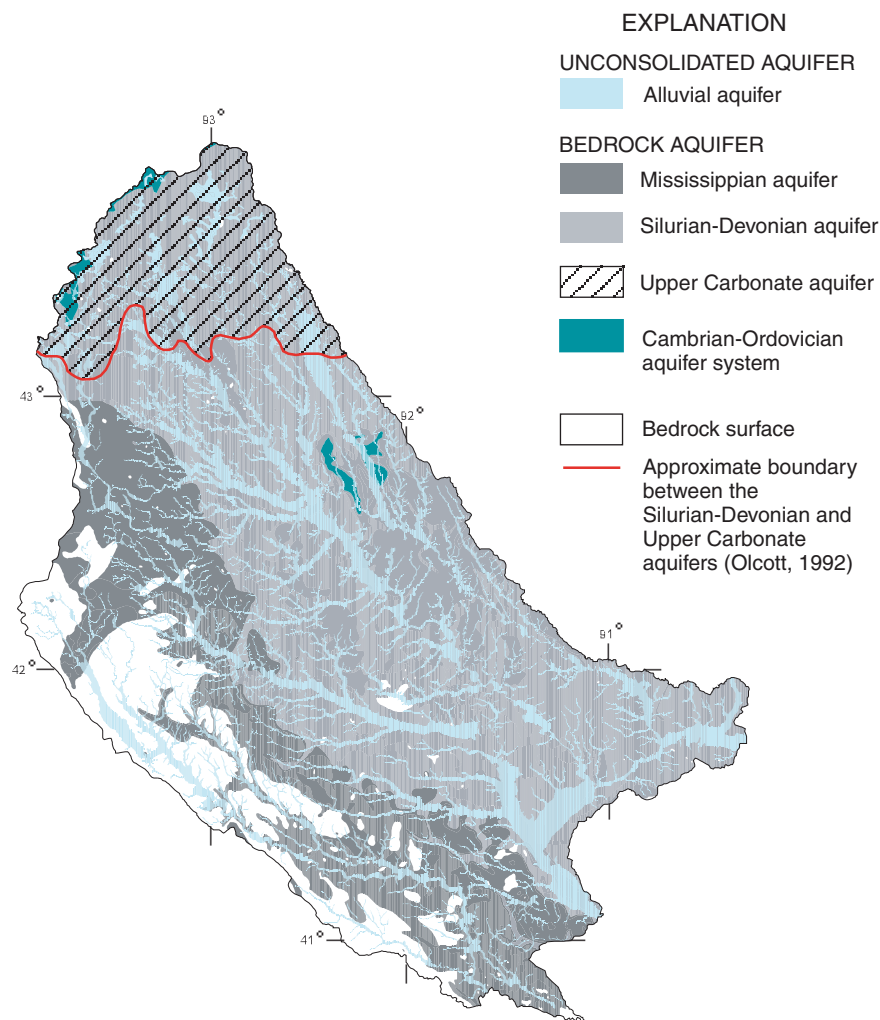 EXPLANATION
UNCONSOLIDATED AQUIFER
Alluvial aquifer
BEDROCK AQUIFER
Mississippian aquifer
Silurian-Devonian aquifer
Upper Carbonate aquifer
Cambrian-Ordovician
aquifer system
Bedrock surface
Approximate boundary
between the
Silurian-Devonian and
Upper Carbonate
aquifers (Olcott, 1992)
93°
43°
92°
91°
42°
41°